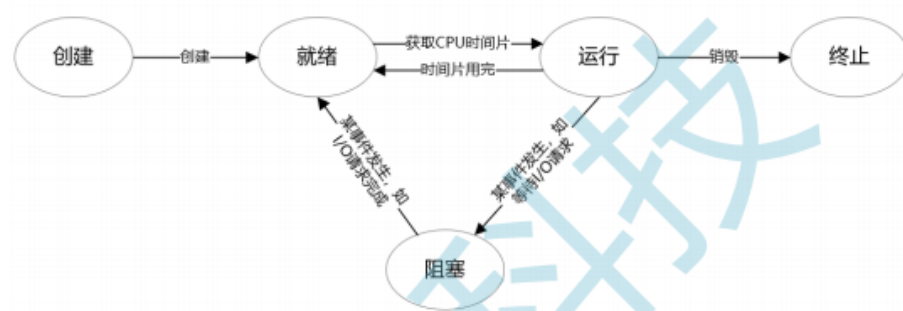 创建
创建
就绪
获取CPU时间片
时间片用完
运行
销毁
终止
某事件发生，如
I/O请求完成
某事件发生，如
等待I/O请求
阻塞
科技